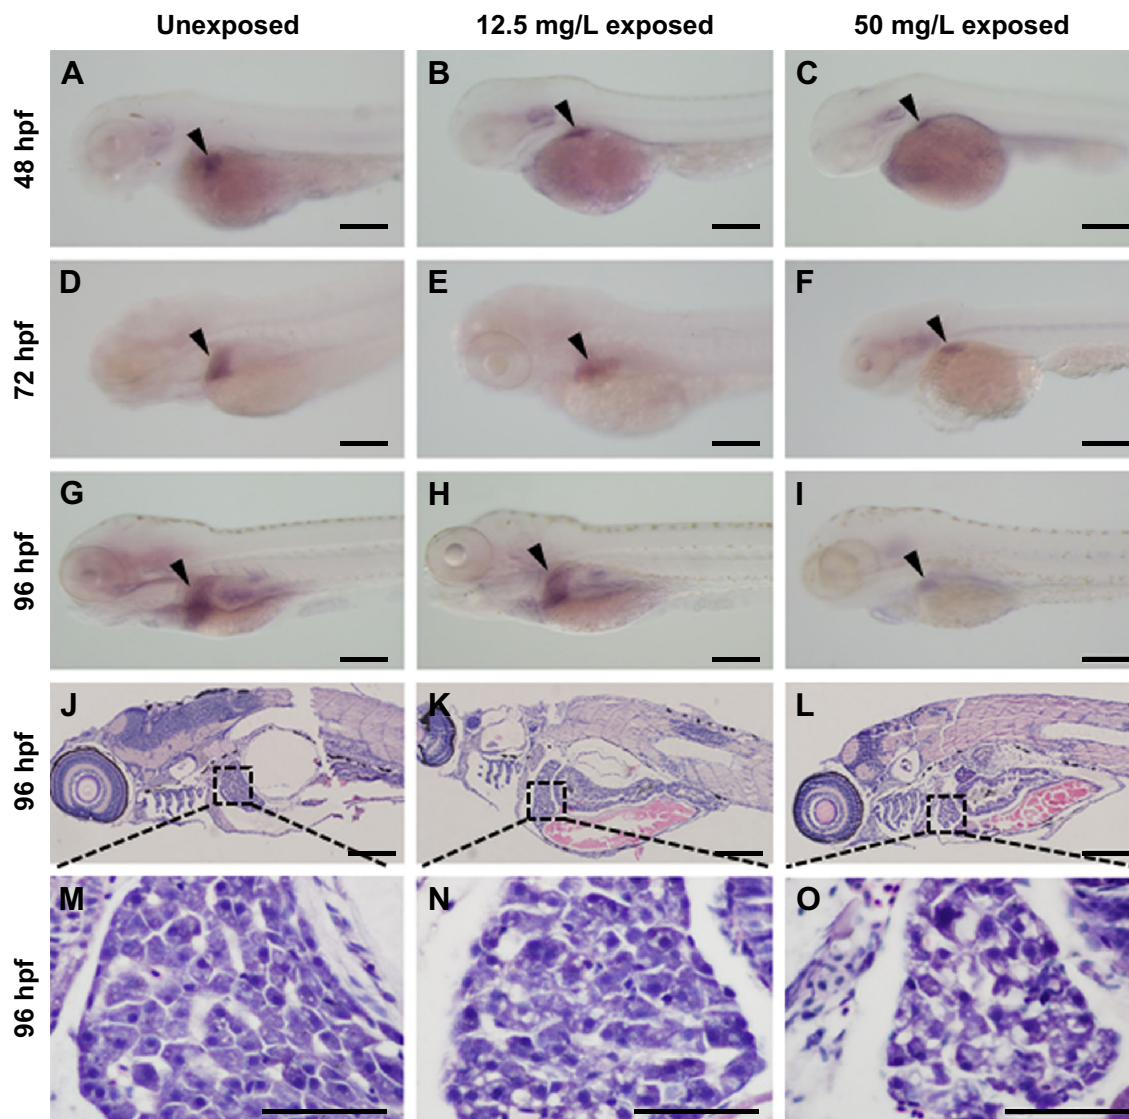 Unexposed 12.5 mg/L exposed 50 mg/L exposed
48 hpf
A B C
72 hpf
D E F
96 hpf
G H I
96 hpf
J K L
96 hpf
M N O